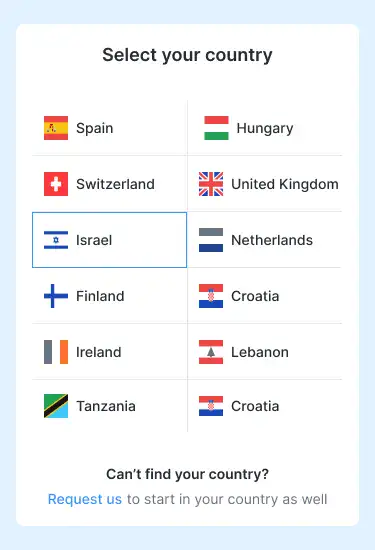 Select your country
Spain
Hungary
Switzerland
United Kingdom
Israel
Netherlands
Finland
Croatia
Ireland
Lebanon
Tanzania
Croatia
Can’t find your country?
Request us to start in your country as well